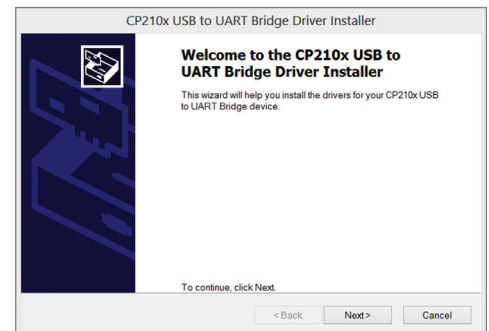 CP210x USB to UART Bridge Driver Installer
Welcome to the CP210x USB to
UART Bridge Driver Installer
This wizard will help you install the drivers for your CP210x USB
to UART Bridge device.
To continue, click Next.
< Back
Next >
Cancel